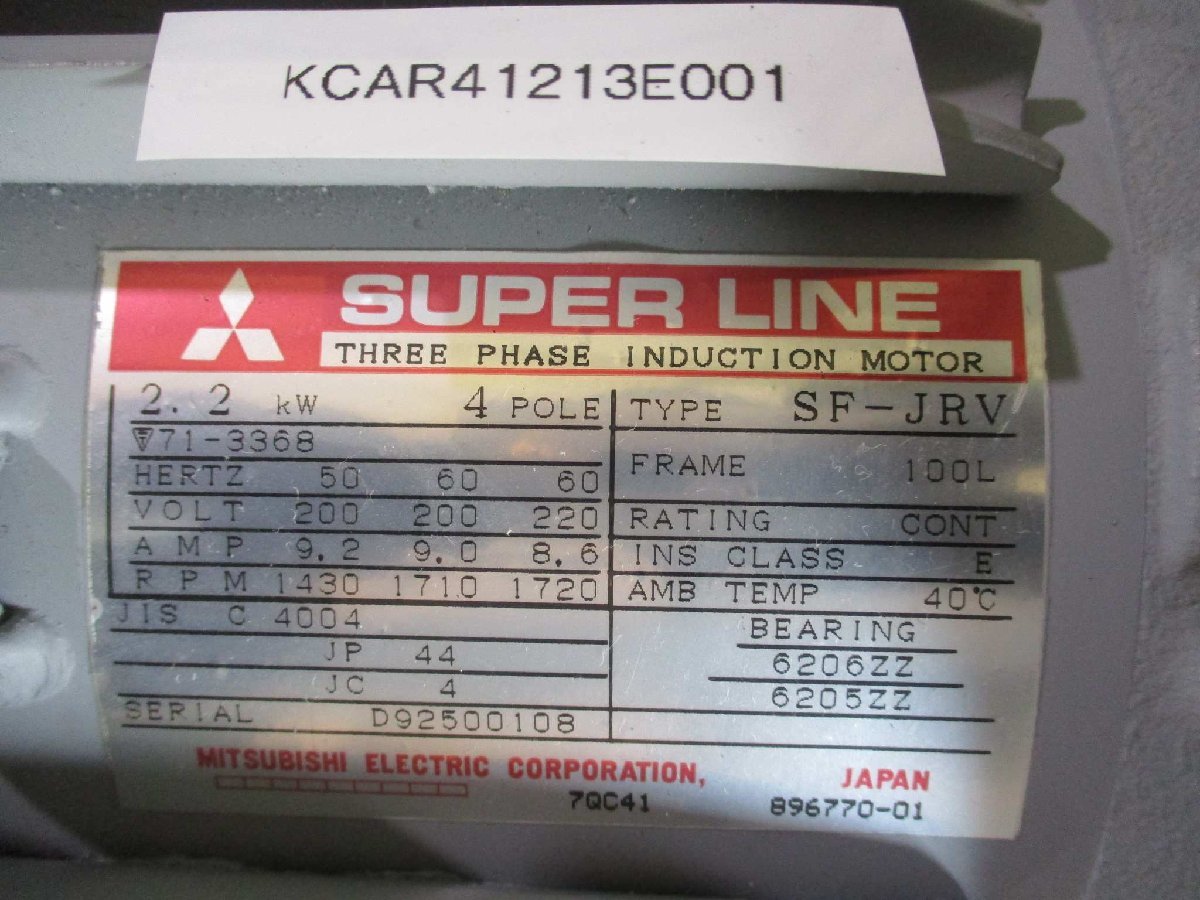 KCAR41213E001
SUPER LINE
THREE PHASE INDUCTION MOTOR
2.2 kW 4 POLE
71-3368
HERTZ 50 60 60
VOLT 200 200 220
AMP 9.2 9.0 8.6
RPM 1430 1710 1720
JIS C 4004
JP 44
JC 4
SERIAL D92500108
TYPE SF-JRV
FRAME 100L
RATING CONT
INS CLASS E
AMB TEMP 40℃
BEARING
6206ZZ
6205ZZ
MITSUBISHI ELECTRIC CORPORATION, JAPAN
7QC41 896770-01